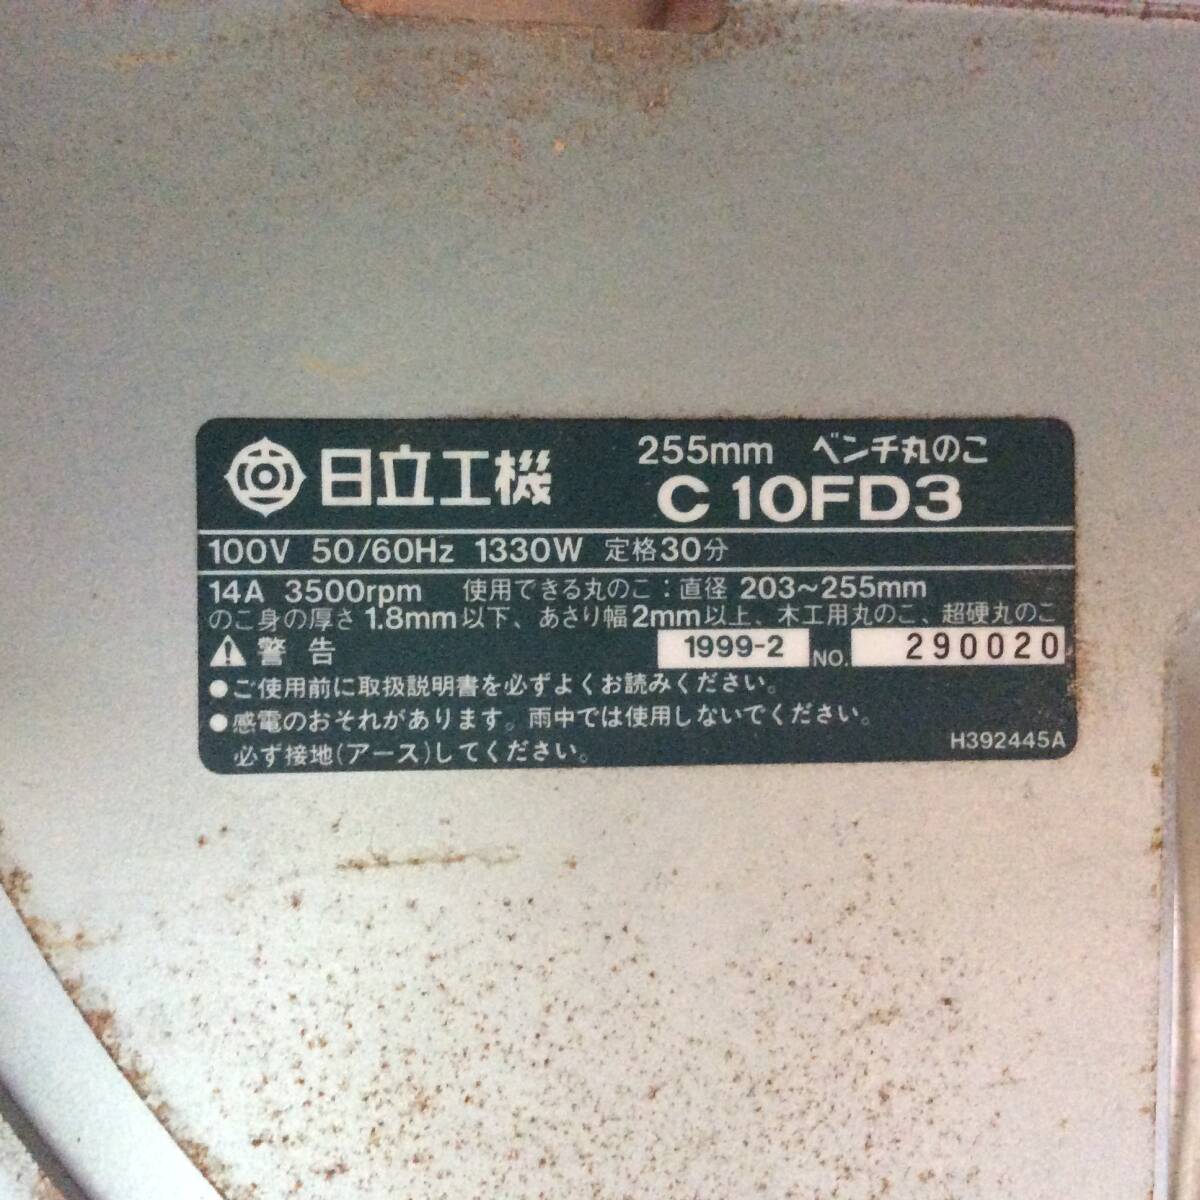 日立工機 255mm ベンチ丸のこ
C10FD3
100V 50/60Hz 1330W 定格30分
14A 3500rpm 使用できる丸のこ：直径 203~255mm
のこ身の厚さ 1.8mm以下、あさり幅2mm以上、木工用丸のこ、超硬丸のこ
⚠警告 1999-2 NO. 290020
●ご使用前に取扱説明書を必ずよくお読みください。
●感電のおそれがあります。雨中では使用しないでください。
必ず接地(アース)してください。 H392445A